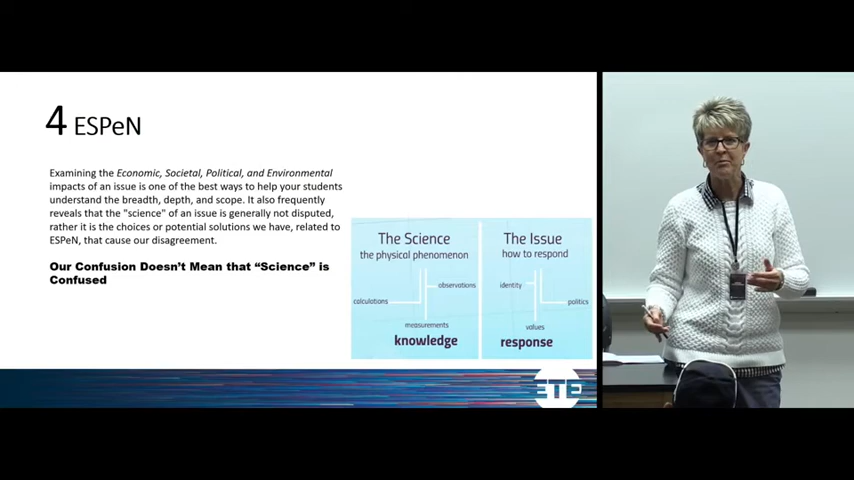 4 ESPeN
Examining the Economic, Societal, Political, and Environmental
impacts of an issue is one of the best ways to help your students
understand the breadth, depth, and scope. It also frequently
reveals that the "science" of an issue is generally not disputed,
rather it is the choices or potential solutions we have, related to
ESPeN, that cause our disagreement.
Our Confusion Doesn't Mean that “Science” is
Confused
The Science
the physical phenomenon
observations
calculations
measurements
knowledge
The Issue
how to respond
identity
politics
values
response
ETE